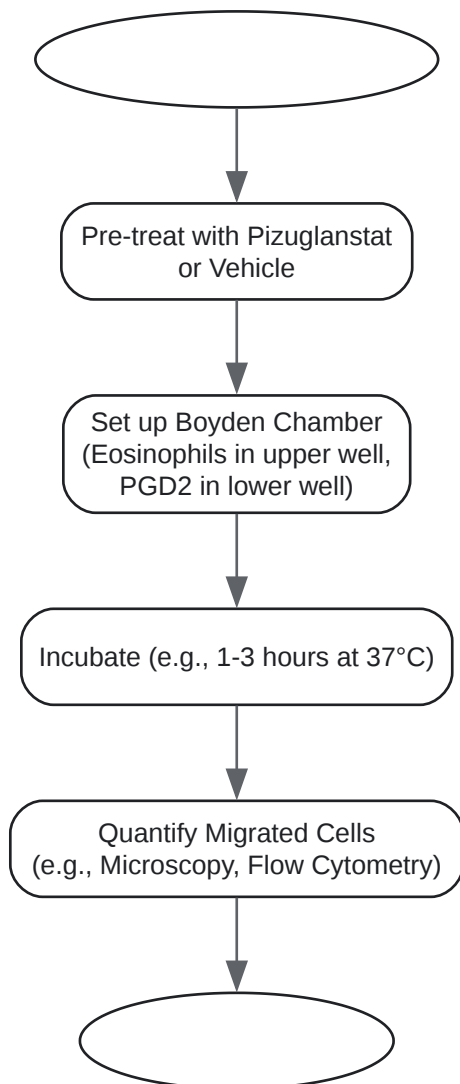 Pre-treat with Pizuglanstat
or Vehicle
Set up Boyden Chamber
(Eosinophils in upper well,
PGD2 in lower well)
Incubate (e.g., 1-3 hours at 37°C)
Quantify Migrated Cells
(e.g., Microscopy, Flow Cytometry)